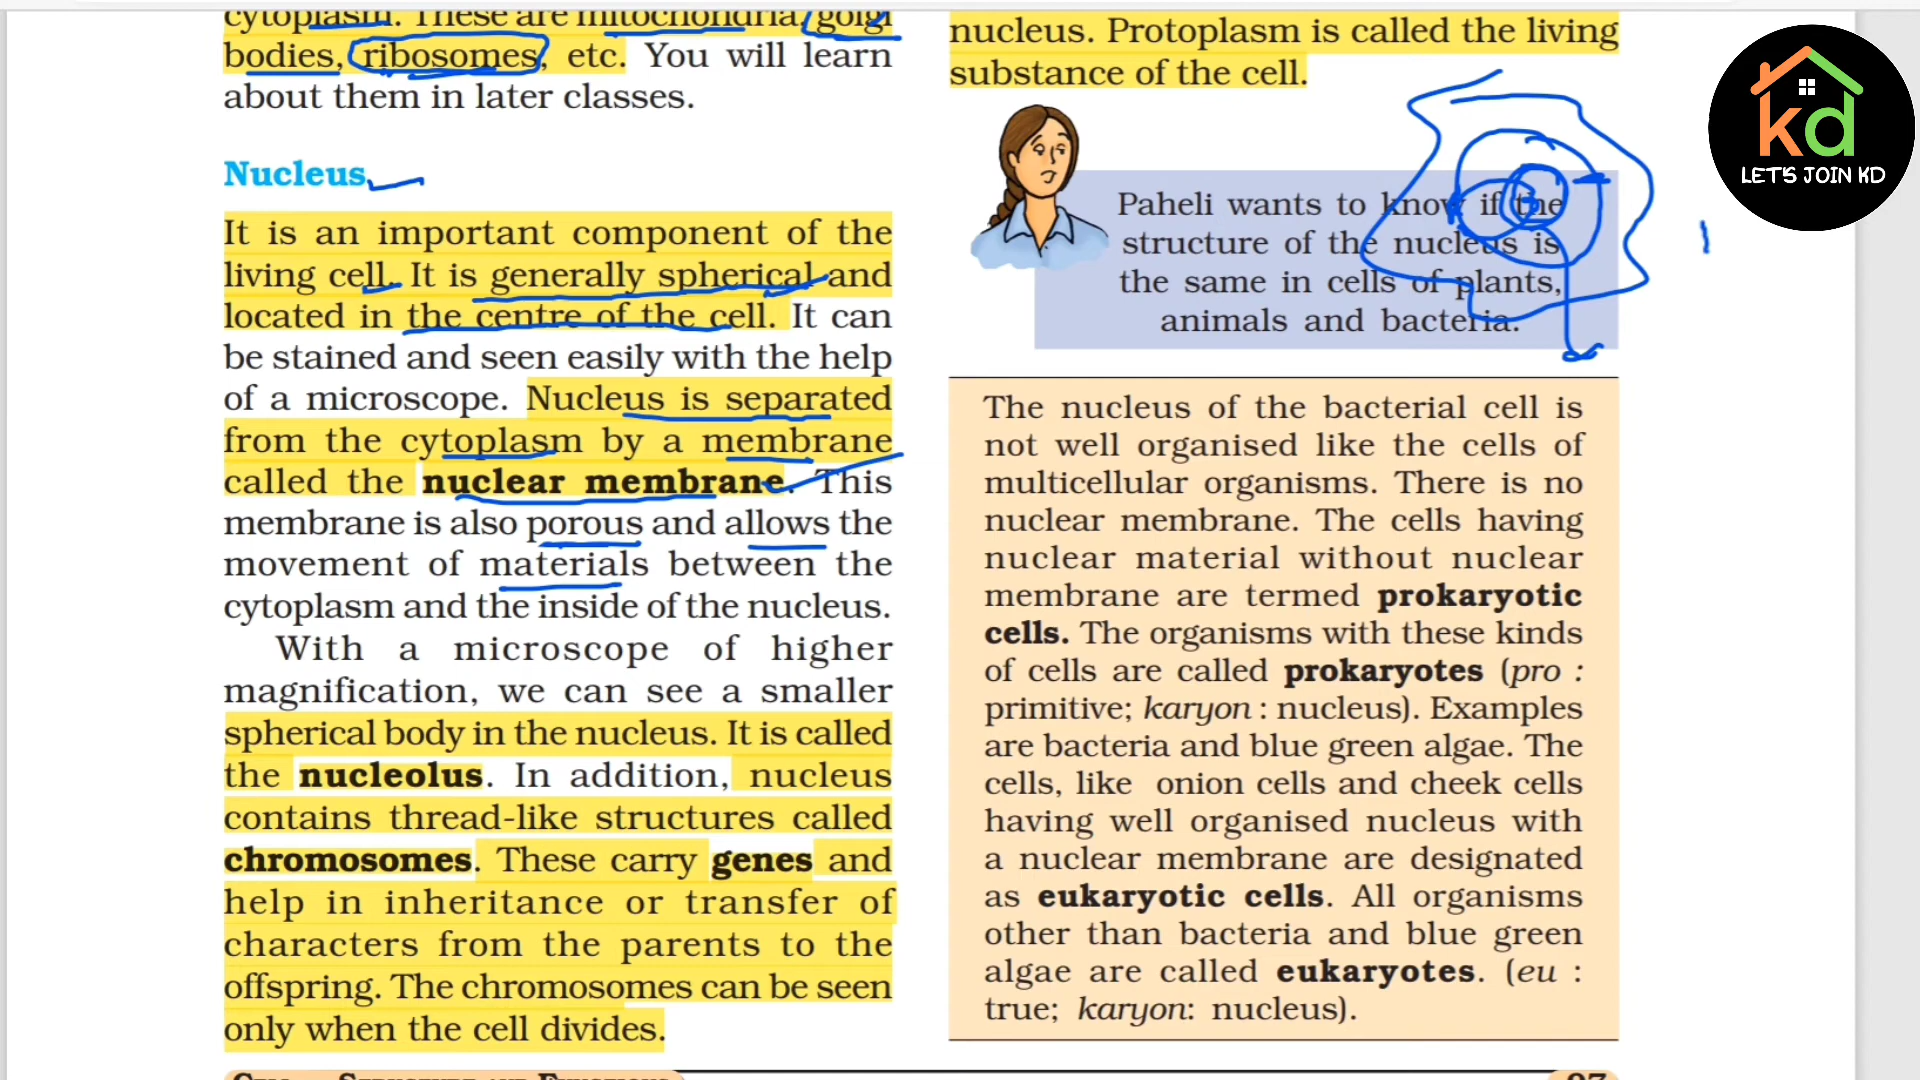 cytoplasm. These are mitochondria, golgi
bodies, ribosomes, etc. You will learn
about them in later classes.
Nucleus
It is an important component of the
living cell. It is generally spherical and
located in the centre of the cell. It can
be stained and seen easily with the help
of a microscope. Nucleus is separated
from the cytoplasm by a membrane
called the nuclear membrane. This
membrane is also porous and allows the
movement of materials between the
cytoplasm and the inside of the nucleus.
With a microscope of higher
magnification, we can see a smaller
spherical body in the nucleus. It is called
the nucleolus. In addition, nucleus
contains thread-like structures called
chromosomes. These carry genes and
help in inheritance or transfer of
characters from the parents to the
offspring. The chromosomes can be seen
only when the cell divides.
nucleus. Protoplasm is called the living
substance of the cell.
Paheli wants to know if the
structure of the nucleus is
the same in cells of plants,
animals and bacteria.
The nucleus of the bacterial cell is
not well organised like the cells of
multicellular organisms. There is no
nuclear membrane. The cells having
nuclear material without nuclear
membrane are termed prokaryotic
cells. The organisms with these kinds
of cells are called prokaryotes (pro :
primitive; karyon : nucleus). Examples
are bacteria and blue green algae. The
cells, like onion cells and cheek cells
having well organised nucleus with
a nuclear membrane are designated
as eukaryotic cells. All organisms
other than bacteria and blue green
algae are called eukaryotes. (eu :
true; karyon: nucleus).
kd
LET'S JOIN KD